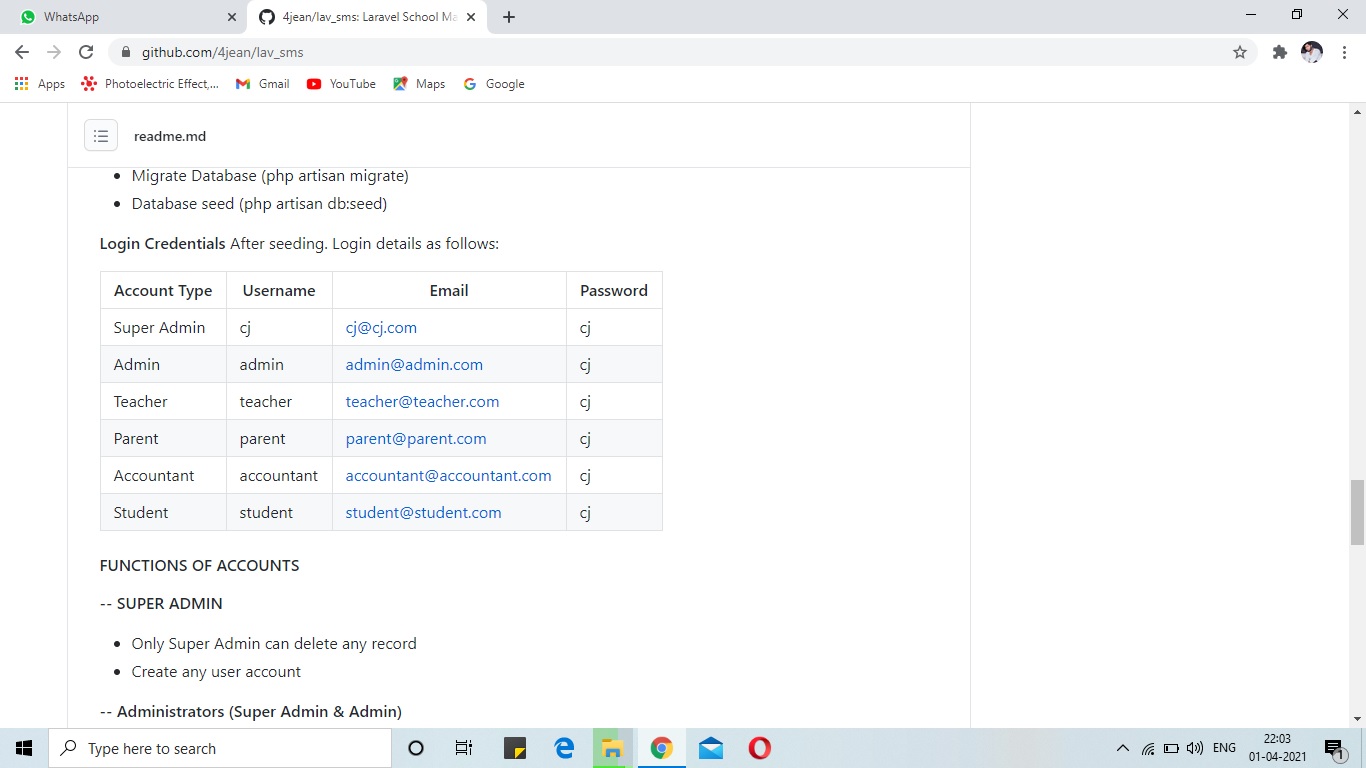 WhatsApp
4jean/lav_sms: Laravel School Ma
github.com/4jean/lav_sms
Apps Photoelectric Effect,... Gmail YouTube Maps Google
readme.md
Migrate Database (php artisan migrate)
Database seed (php artisan db:seed)
Login Credentials After seeding. Login details as follows:
Account Type Username Email Password
Super Admin cj cj@cj.com cj
Admin admin admin@admin.com cj
Teacher teacher teacher@teacher.com cj
Parent parent parent@parent.com cj
Accountant accountant accountant@accountant.com cj
Student student student@student.com cj
FUNCTIONS OF ACCOUNTS
-- SUPER ADMIN
Only Super Admin can delete any record
Create any user account
-- Administrators (Super Admin & Admin)
Type here to search
ENG
22:03
01-04-2021
1